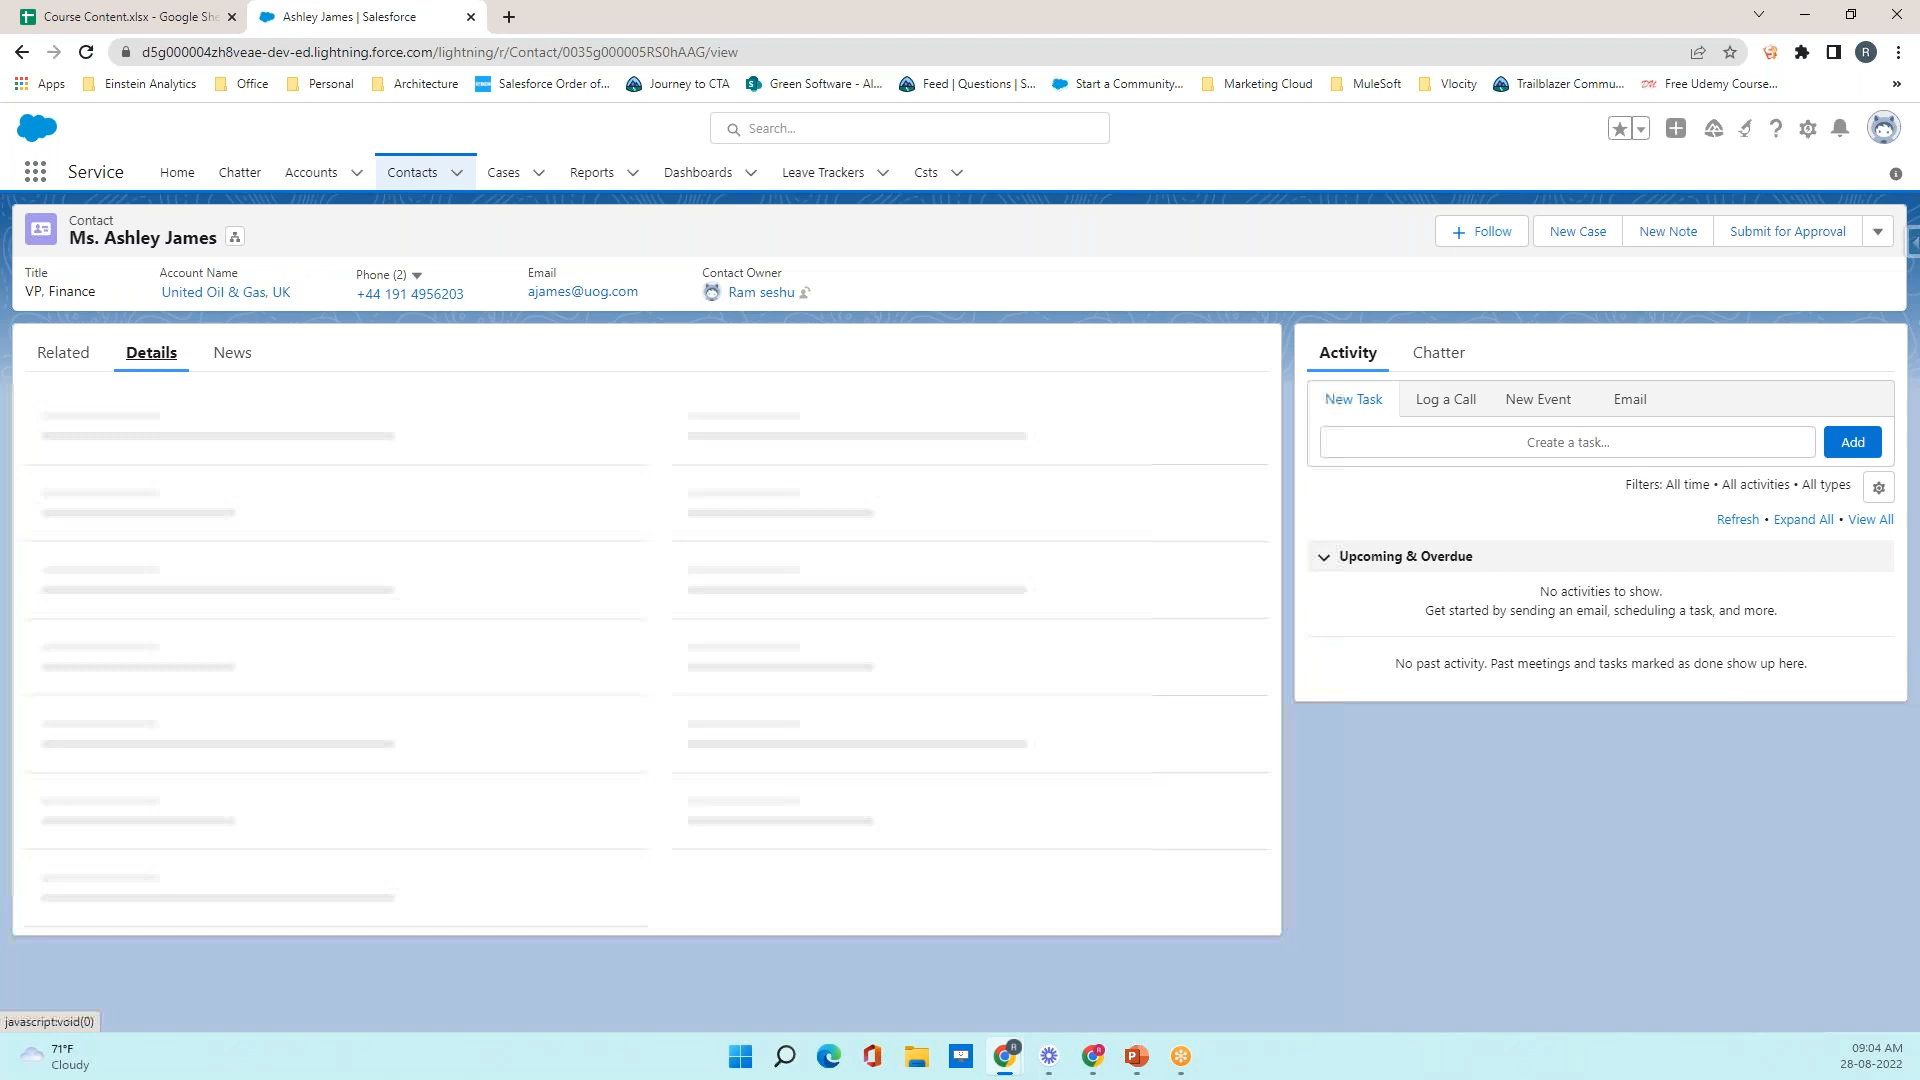 Course Content.xlsx - Google She
Ashley James | Salesforce
d5g000004zh8veae-dev-ed.lightning.force.com/lightning/r/Contact/0035g000005RS0hAAG/view
R
Apps
Einstein Analytics
Office
Personal
Architecture
Salesforce Order of...
Journey to CTA
Green Software - Al...
Feed | Questions | S...
Start a Community...
Marketing Cloud
MuleSoft
Vlocity
Trailblazer Commu...
Free Udemy Course...
»
Search...
Service
Home
Chatter
Accounts
Contacts
Cases
Reports
Dashboards
Leave Trackers
Csts
Contact
Ms. Ashley James
Follow
New Case
New Note
Submit for Approval
Title
VP, Finance
Account Name
United Oil & Gas, UK
Phone (2)
+44 191 4956203
Email
ajames@uog.com
Contact Owner
Ram seshu
Related
Details
News
Activity
Chatter
New Task
Log a Call
New Event
Email
Create a task...
Add
Filters: All time • All activities • All types
Refresh • Expand All • View All
Upcoming & Overdue
No activities to show.
Get started by sending an email, scheduling a task, and more.
No past activity. Past meetings and tasks marked as done show up here.
javascript:void(0)
71°F
Cloudy
09:04 AM
28-08-2022